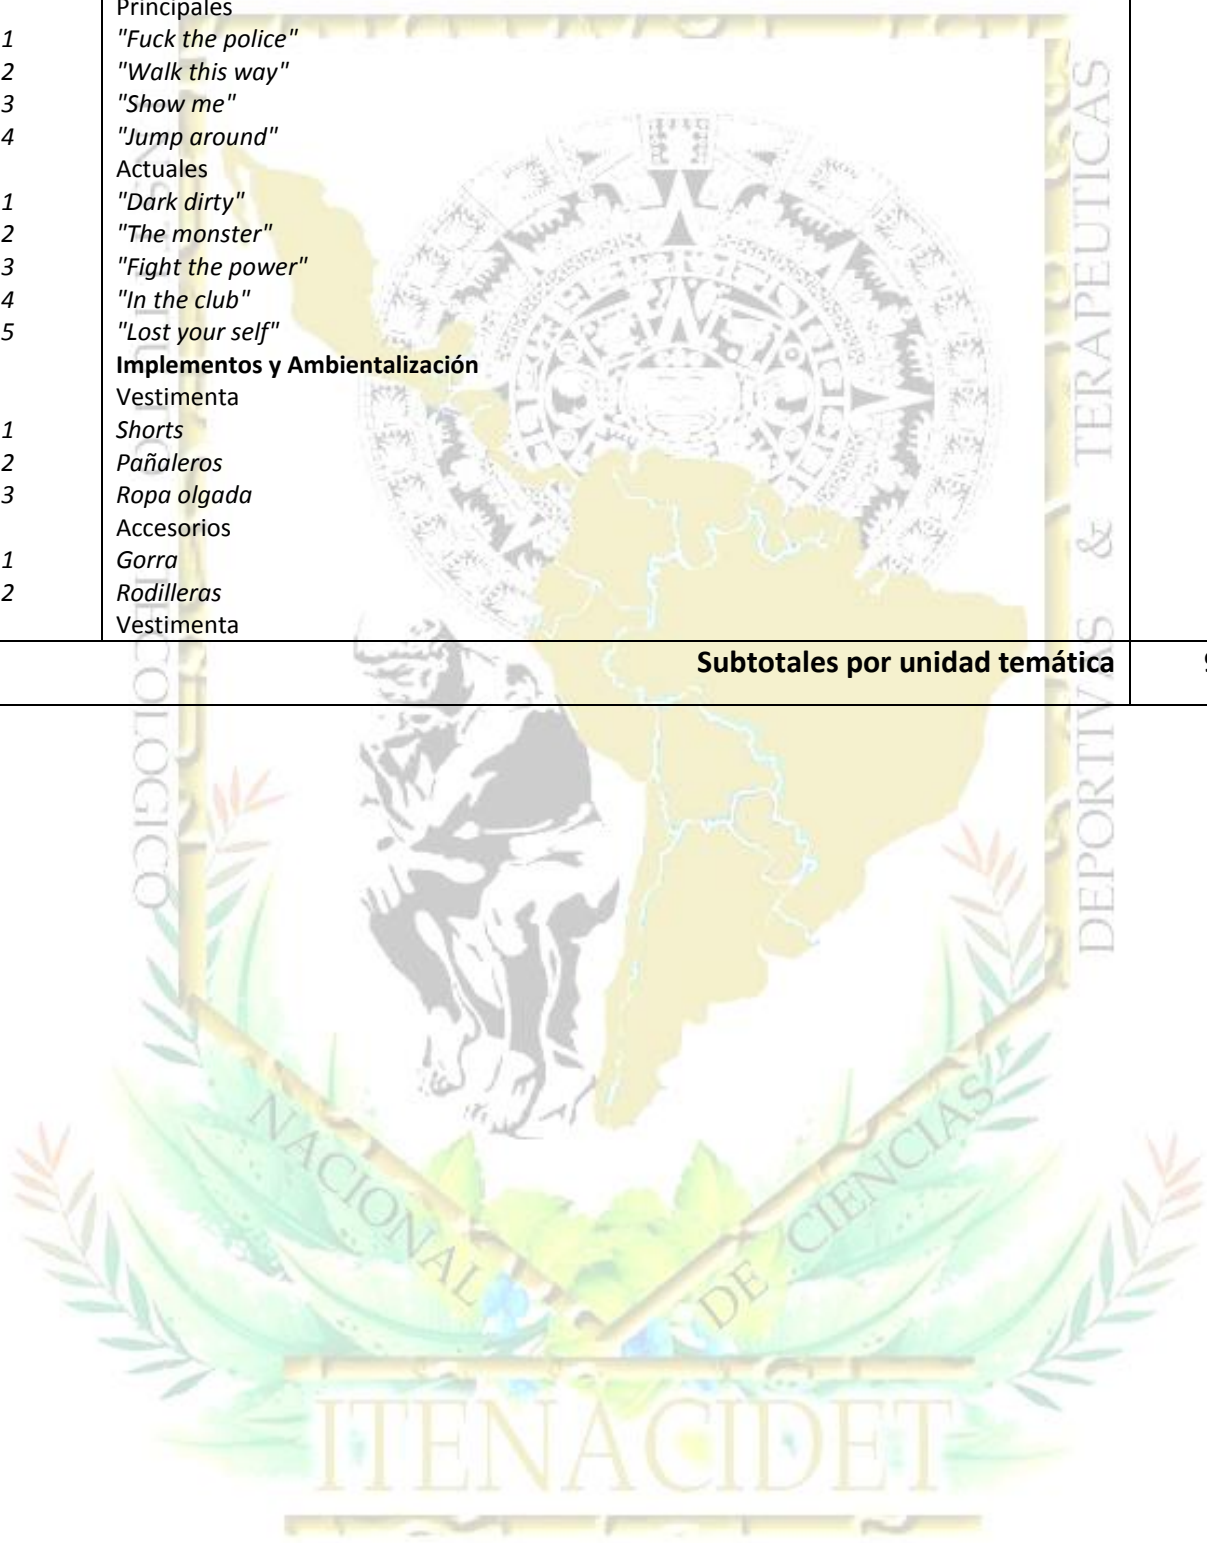 Principales
1 "Fuck the police"
2 "Walk this way"
3 "Show me"
4 "Jump around"
Actuales
1 "Dark dirty"
2 "The monster"
3 "Fight the power"
4 "In the club"
5 "Lost your self"
Implementos y Ambientalización
Vestimenta
1 Shorts
2 Pañaleros
3 Ropa olgada
Accesorios
1 Gorra
2 Rodilleras
Vestimenta
Subtotales por unidad temática
TECOLOGICO
NACIONAL
DE
CIENCIAS
DEPORTIVAS & TERAPEUTICAS
ITENACIDET